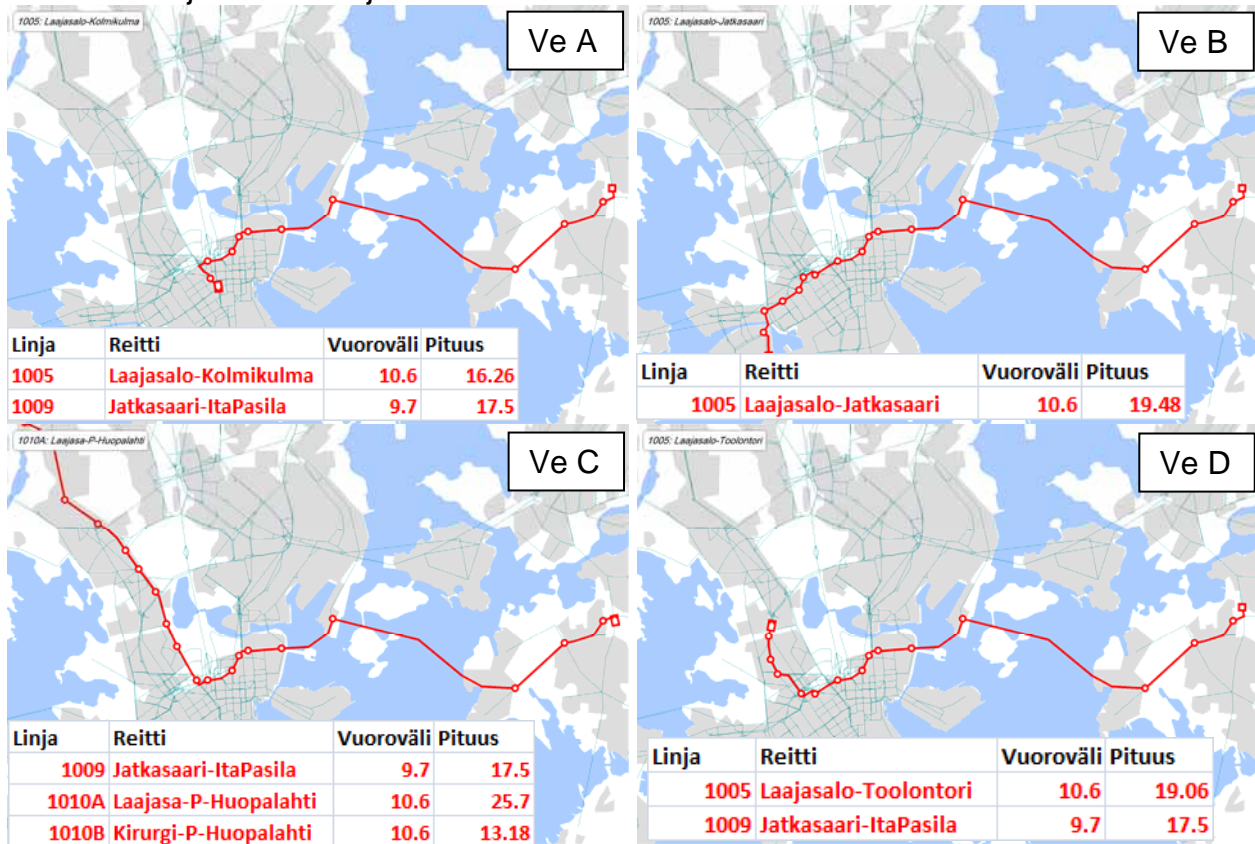 1005: Laajasalo-Kolmikulma
Ve A
Linja Reitti Vuoroväli Pituus
1005 Laajasalo-Kolmikulma 10.6 16.26
1009 Jatkasaari-ItaPasila 9.7 17.5
1005: Laajasalo-Jatkasaari
Ve B
Linja Reitti Vuoroväli Pituus
1005 Laajasalo-Jatkasaari 10.6 19.48
1010A: Laajasa-P-Huopalahti
Ve C
Linja Reitti Vuoroväli Pituus
1009 Jatkasaari-ItaPasila 9.7 17.5
1010A Laajasa-P-Huopalahti 10.6 25.7
1010B Kirurgi-P-Huopalahti 10.6 13.18
1005: Laajasalo-Toolontori
Ve D
Linja Reitti Vuoroväli Pituus
1005 Laajasalo-Toolontori 10.6 19.06
1009 Jatkasaari-ItaPasila 9.7 17.5